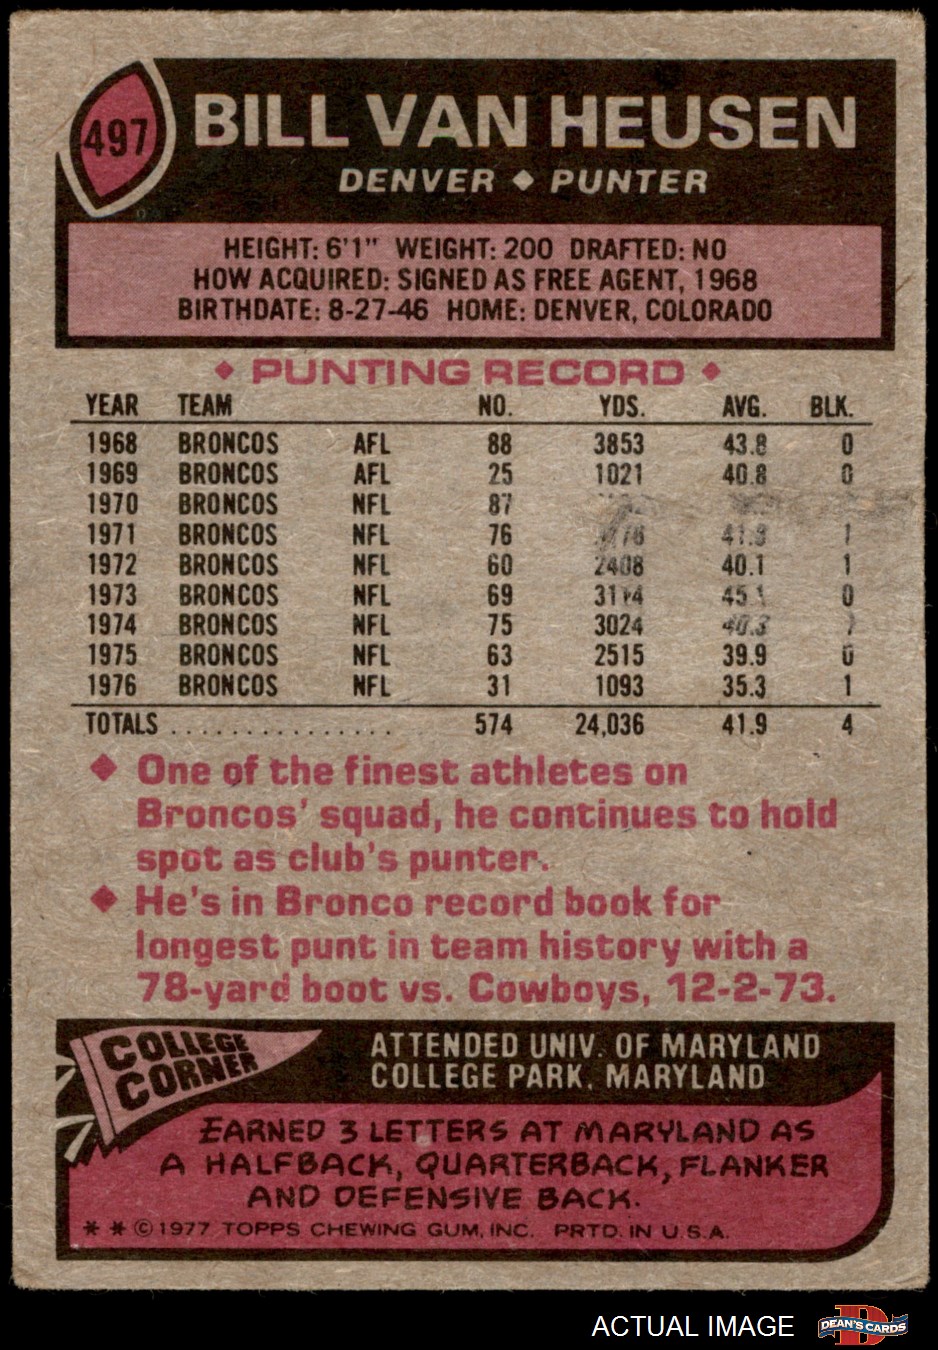 497
BILL VAN HEUSEN
DENVER ◆ PUNTER
HEIGHT: 6'1" WEIGHT: 200 DRAFTED: NO
HOW ACQUIRED: SIGNED AS FREE AGENT, 1968
BIRTHDATE: 8-27-46 HOME: DENVER, COLORADO
◆ PUNTING RECORD ◆
YEAR TEAM NO. YDS. AVG. BLK.
1968 BRONCOS AFL 88 3853 43.8 0
1969 BRONCOS AFL 25 1021 40.8 0
1970 BRONCOS NFL 87
1971 BRONCOS NFL 76 1
1972 BRONCOS NFL 60 2408 40.1 1
1973 BRONCOS NFL 69 0
1974 BRONCOS NFL 75 3024 40.3
1975 BRONCOS NFL 63 2515 39.9 0
1976 BRONCOS NFL 31 1093 35.3 1
TOTALS . . . . . . . . . . . . . . . 574 24,036 41.9 4
◆ One of the finest athletes on
Broncos' squad, he continues to hold
spot as club's punter.
◆ He's in Bronco record book for
longest punt in team history with a
78-yard boot vs. Cowboys, 12-2-73.
COLLEGE
CORNER
ATTENDED UNIV. OF MARYLAND
COLLEGE PARK, MARYLAND
EARNED 3 LETTERS AT MARYLAND AS
A HALFBACK, QUARTERBACK, FLANKER
AND DEFENSIVE BACK.
* * © 1977 TOPPS CHEWING GUM, INC. PRTD. IN U.S.A.
ACTUAL IMAGE
DEAN'S CARDS